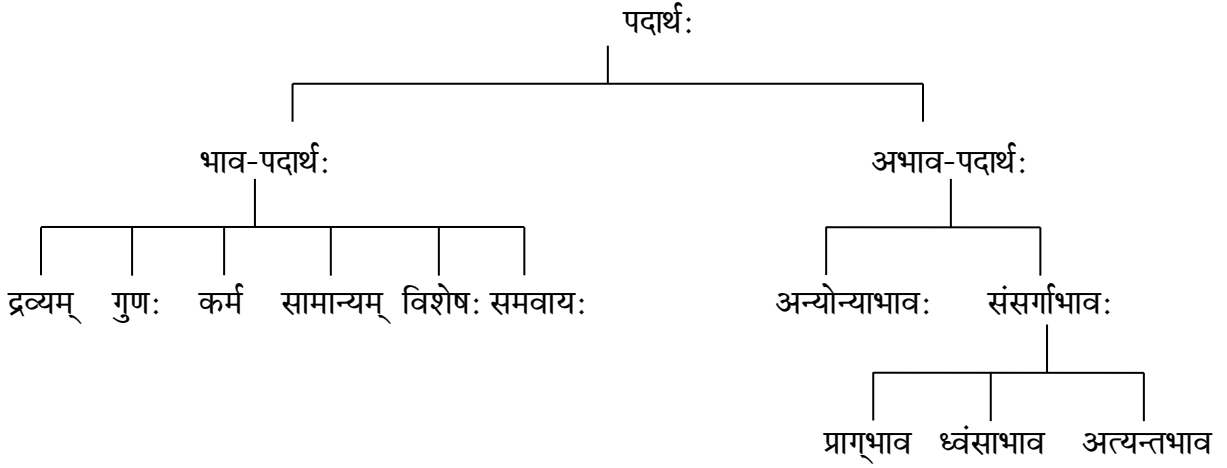 पदार्थः
भाव-पदार्थः अभाव-पदार्थः
द्रव्यम् गुणः कर्म सामान्यम् विशेषः समवायः अन्योन्याभावः संसर्गाभावः
प्राग्भाव ध्वंसाभाव अत्यन्तभाव